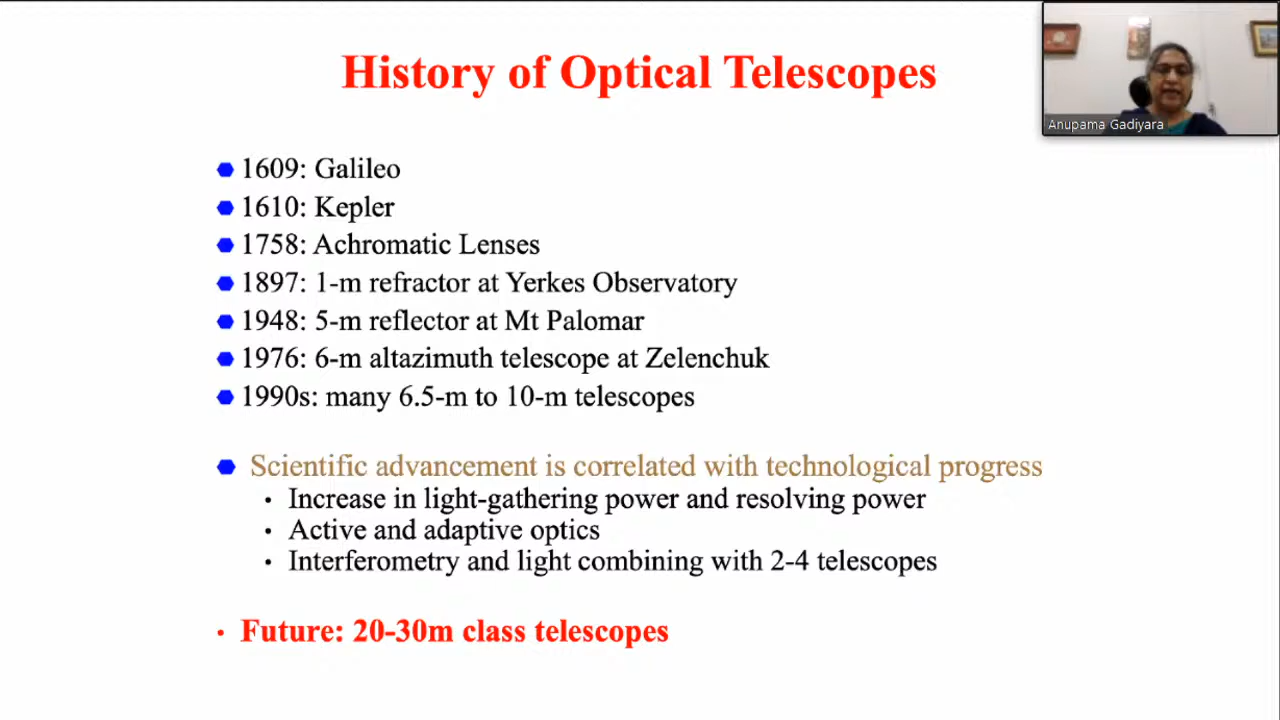 History of Optical Telescopes
Anupama Gadiyara
1609: Galileo
1610: Kepler
1758: Achromatic Lenses
1897: 1-m refractor at Yerkes Observatory
1948: 5-m reflector at Mt Palomar
1976: 6-m altazimuth telescope at Zelenchuk
1990s: many 6.5-m to 10-m telescopes
Scientific advancement is correlated with technological progress
Increase in light-gathering power and resolving power
Active and adaptive optics
Interferometry and light combining with 2-4 telescopes
Future: 20-30m class telescopes